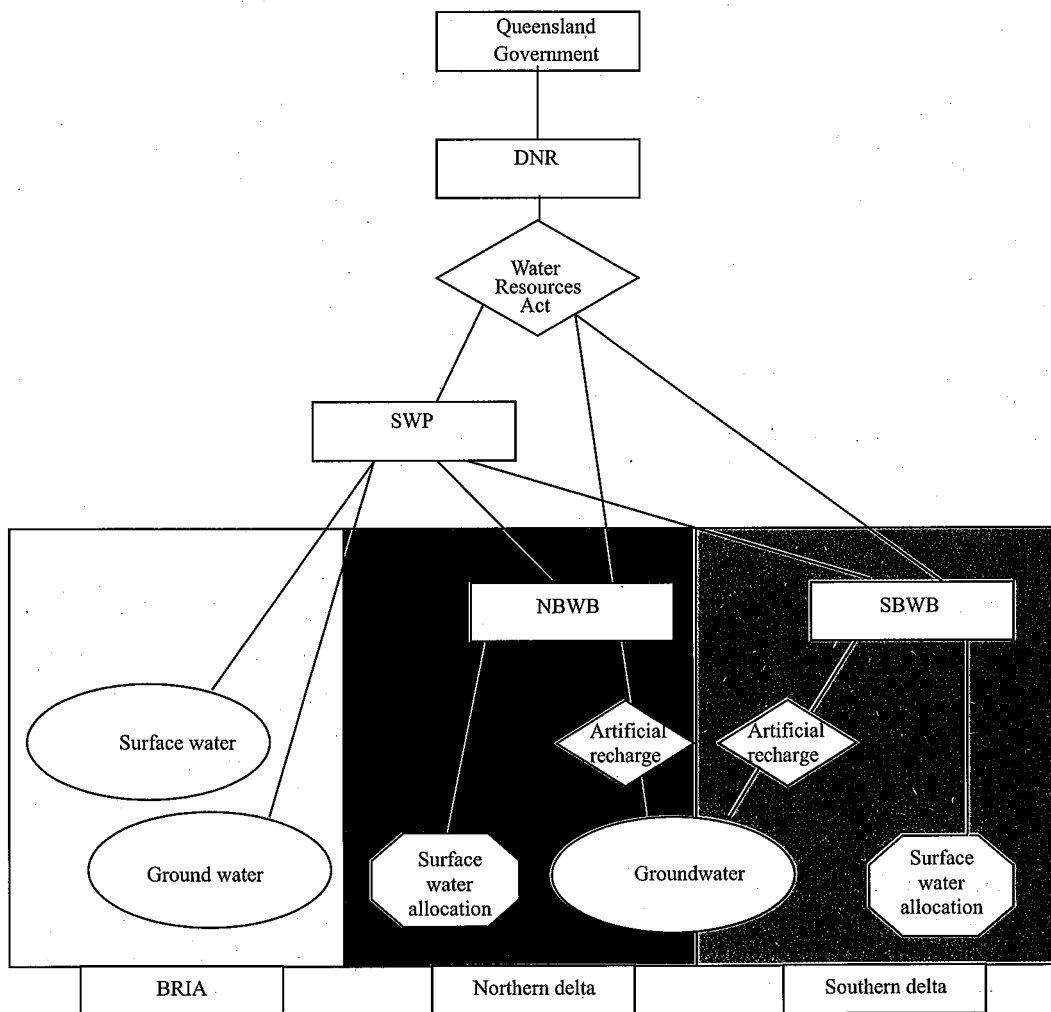 Queensland
Government
DNR
Water
Resources
Act
SWP
NBWB
SBWB
Surface water
Artificial
recharge
Artificial
recharge
Ground water
Surface
water
allocation
Groundwater
Surface
water
allocation
BRIA
Northern delta
Southern delta